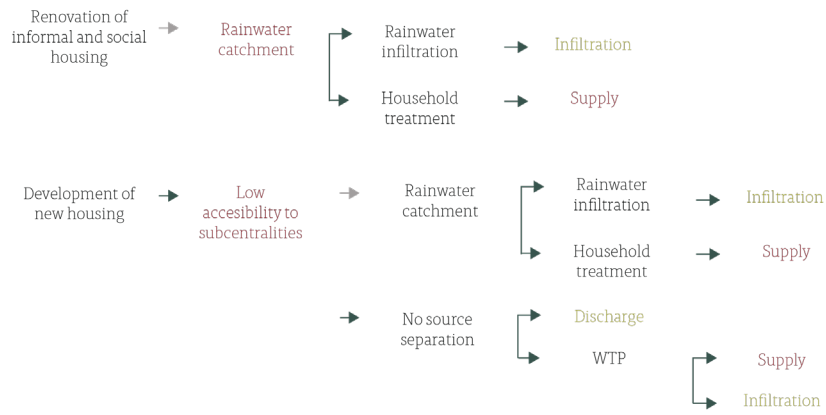 Renovation of
informal and social
housing
Rainwater
catchment
Rainwater
infiltration
Infiltration
Household
treatment
Supply
Development of
new housing
Low
accesibility to
subcentralities
Rainwater
catchment
Rainwater
infiltration
Infiltration
Household
treatment
Supply
No source
separation
Discharge
WTP
Supply
Infiltration